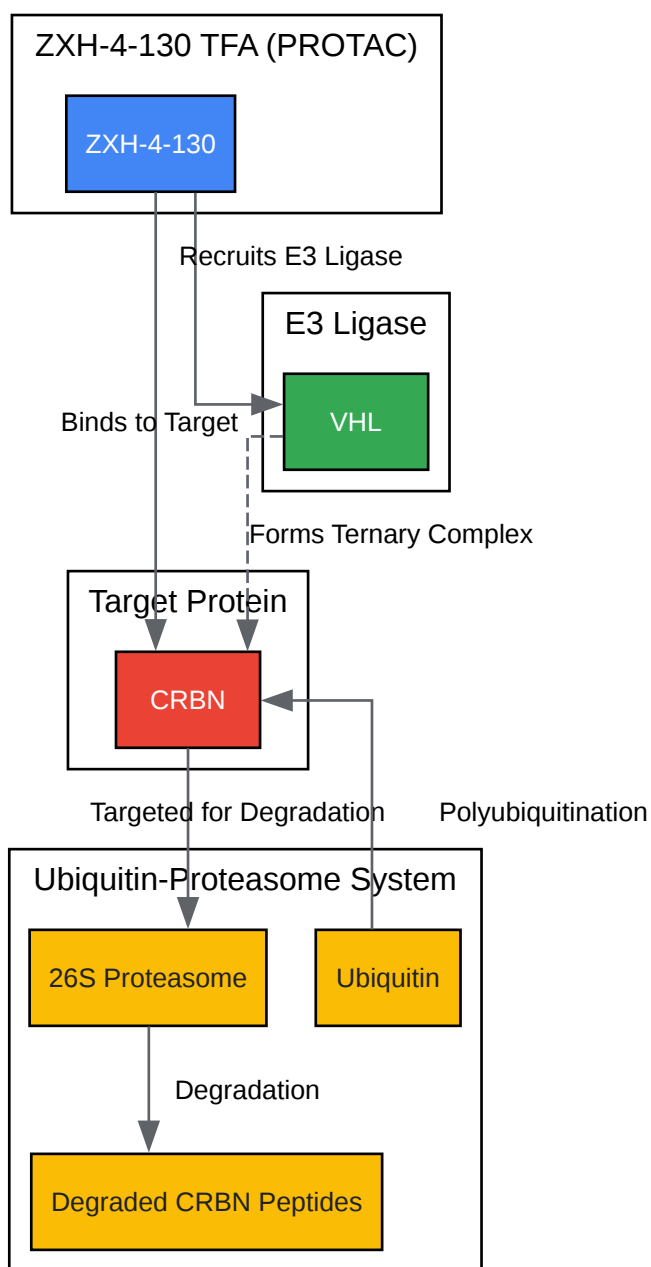 ZXH-4-130 TFA (PROTAC)
ZXH-4-130
Recruits E3 Ligase
E3 Ligase
VHL
Binds to Target
Forms Ternary Complex
Target Protein
CRBN
Targeted for Degradation
Polyubiquitination
Ubiquitin-Proteasome System
26S Proteasome
Ubiquitin
Degradation
Degraded CRBN Peptides